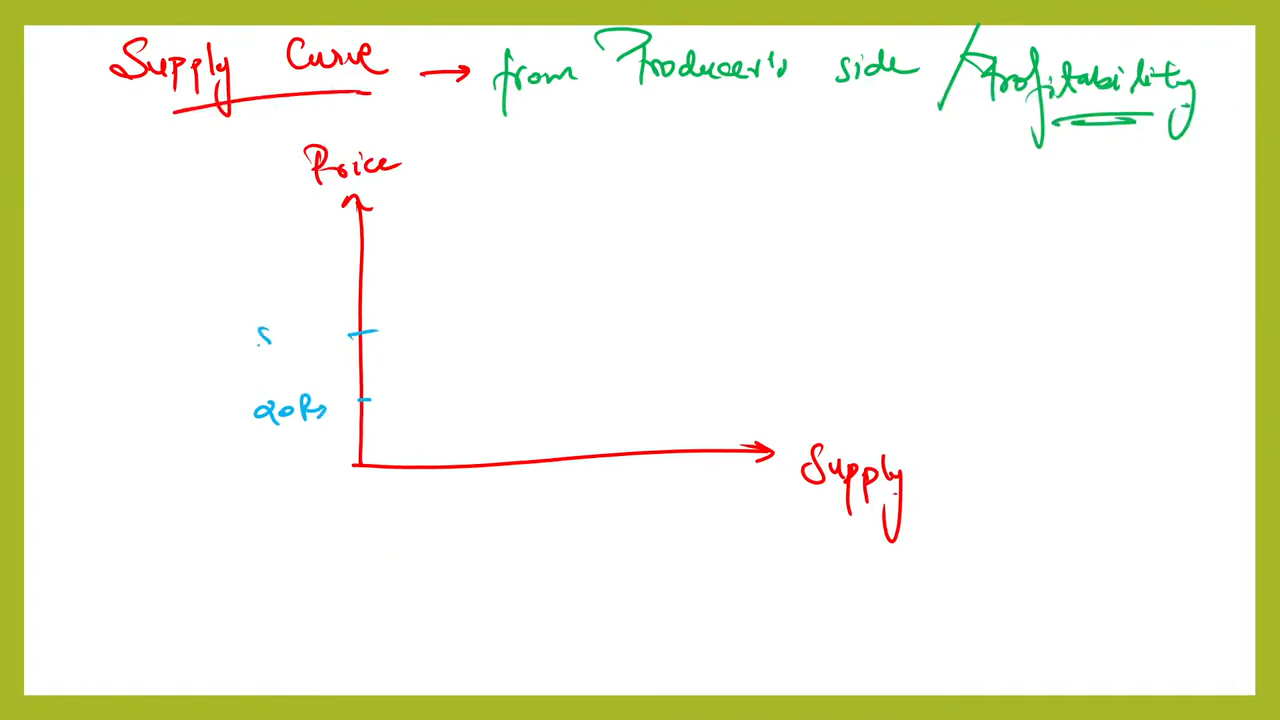 Supply Curve → from Producer's side / Profitability
Price
20Rs
Supply